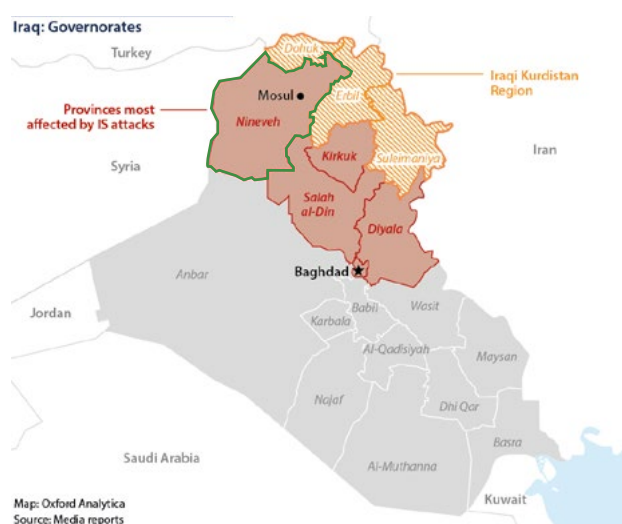 Iraq: Governorates
Turkey
Dohuk
Mosul
Erbil
Iraqi Kurdistan
Region
Provinces most
affected by IS attacks
Nineveh
Kirkuk
Suleimaniya
Iran
Syria
Salah
al-Din
Diyala
Baghdad
Anbar
Jordan
Babil
Wasit
Karbala
Al-Qadisiyah
Maysan
Najaf
Dhi Qar
Basra
Saudi Arabia
Al-Muthanna
Kuwait
Map: Oxford Analytica
Source: Media reports